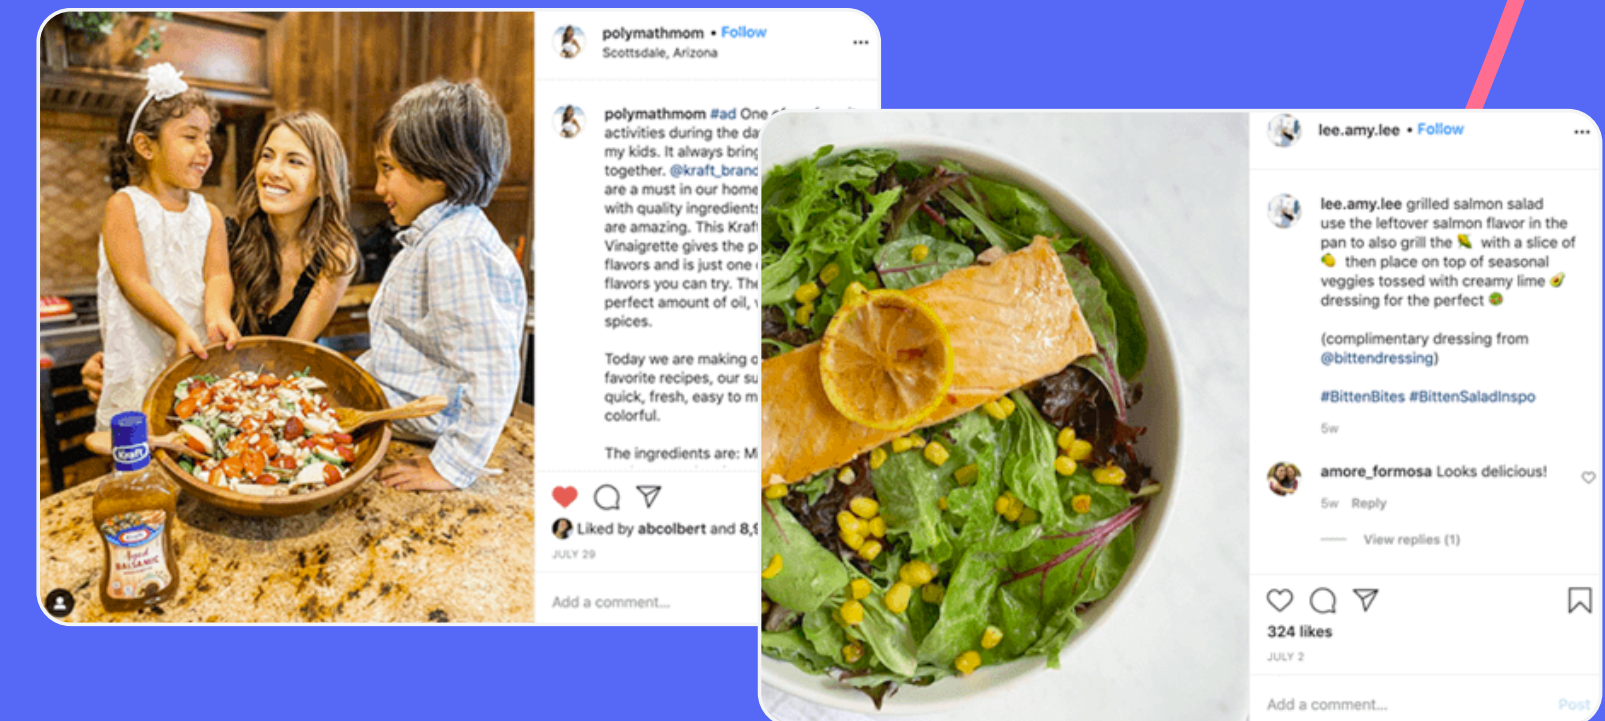 polymathmom • Follow
Scottsdale, Arizona
polymathmom #ad One
activities during the
my kids. It always
together. @kraft_brand
are a must in our home
with quality ingredients
are amazing. This
Vinaigrette gives the
flavors and is just one
flavors you can try.
perfect amount of oil,
spices.
Today we are making
favorite recipes, our
quick, fresh, easy to
colorful.
The ingredients are:
Liked by abcolbert and
JULY 29
Add a comment...
Kraft
Kraft
BALSAMIC
lee.amy.lee • Follow
lee.amy.lee grilled salmon salad
use the leftover salmon flavor in the
pan to also grill the 🌽 with a slice of
🍋 then place on top of seasonal
veggies tossed with creamy lime 🥑
dressing for the perfect 🥗
(complimentary dressing from
@bittendressing)
#BittenBites #BittenSaladInspo
5w
amore_formosa Looks delicious!
5w Reply
View replies (1)
324 likes
JULY 2
Add a comment...
Post